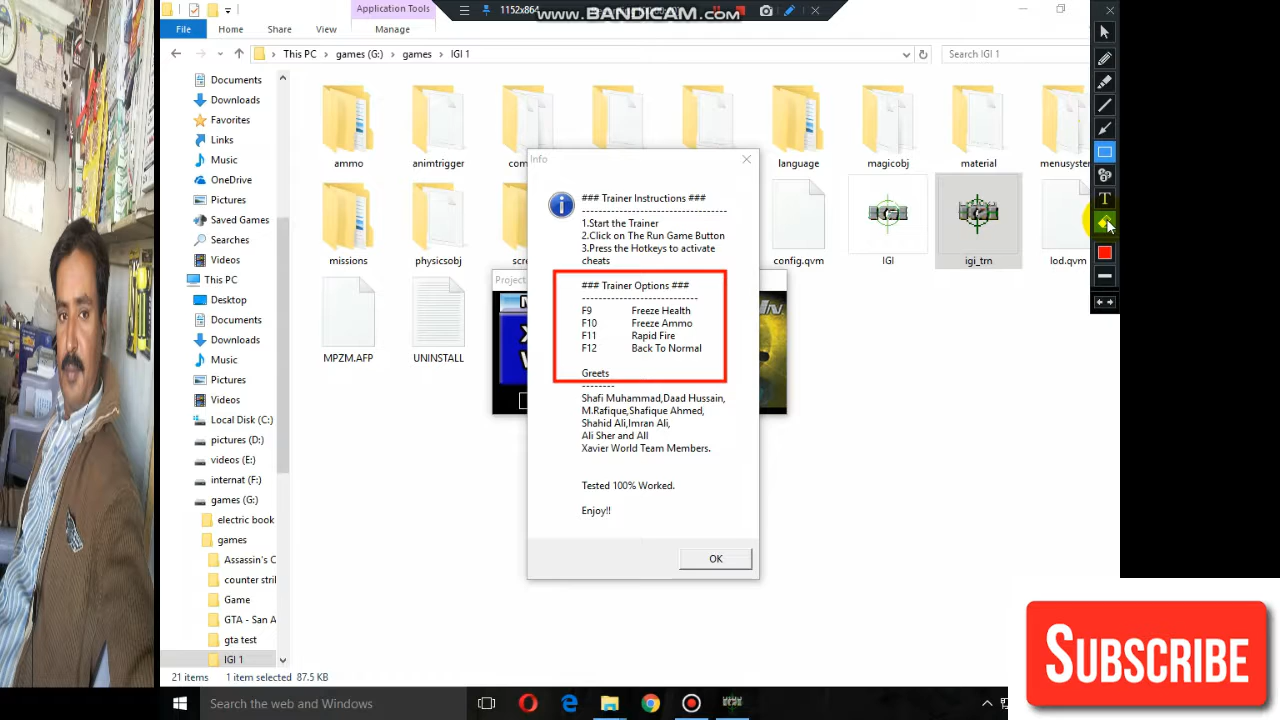 Application Tools
1152x864
www.BANDICAM.com
File
Home
Share
View
Manage
This PC
games (G:)
games
IGI 1
Search IGI 1
Documents
Downloads
Favorites
Links
Music
OneDrive
Pictures
Saved Games
Searches
Videos
This PC
Desktop
Downloads
Documents
Music
Pictures
Videos
Local Disk (C:)
pictures (D:)
videos (E:)
internat (F:)
games (G:)
electric book
games
Assassin's C
counter strik
Game
GTA - San A
gta test
IGI 1
ammo
animtrigger
com
language
magicobj
material
menusystem
missions
physicsobj
scr
config.qvm
IGI
igi_trn
lod.qvm
MPZM.AFP
UNINSTALL
Project
Info
### Trainer Instructions ###
------------------------------------
1.Start the Trainer
2.Click on The Run Game Button
3.Press the Hotkeys to activate
cheats
### Trainer Options ###
-----------------------------
F9 Freeze Health
F10 Freeze Ammo
F11 Rapid Fire
F12 Back To Normal
Greets
--------
Shafi Muhammad,Daad Hussain,
M.Rafique,Shafique Ahmed,
Shahid Ali,Imran Ali,
Ali Sher and All
Xavier World Team Members.
Tested 100% Worked.
Enjoy!!
OK
21 items
1 item selected 87.5 KB
Search the web and Windows
SUBSCRIBE